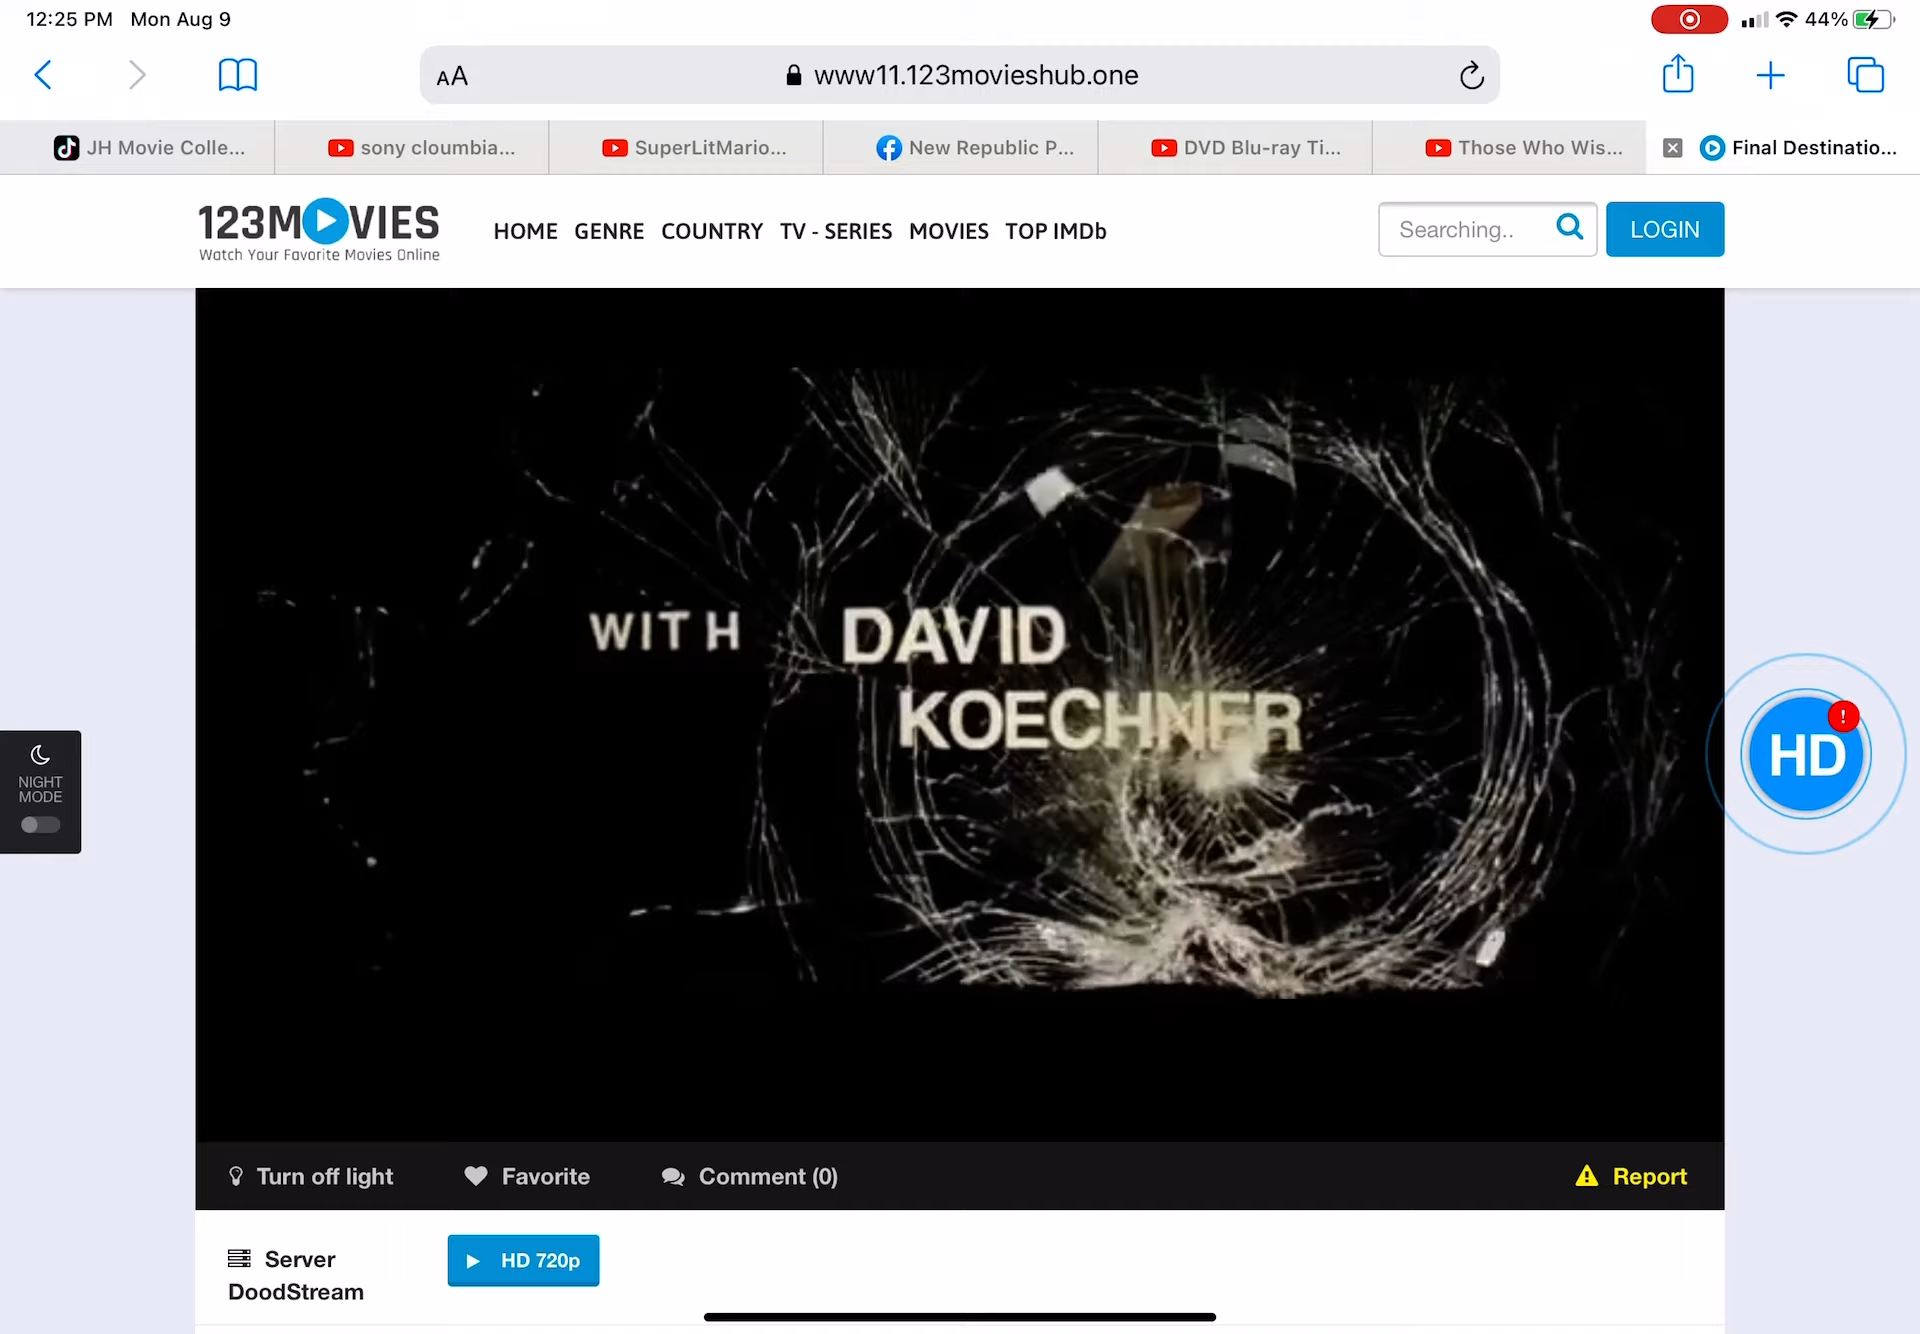 12:25 PM Mon Aug 9
44%
AA www11.123movieshub.one
JH Movie Colle... sony cloumbia... SuperLitMario... New Republic P... DVD Blu-ray Ti... Those Who Wis... Final Destinatio...
123MOVIES
Watch Your Favorite Movies Online
HOME GENRE COUNTRY TV - SERIES MOVIES TOP IMDb
Searching..
LOGIN
WITH DAVID
KOECHNER
NIGHT
MODE
HD
!
Turn off light Favorite Comment (0) Report
Server
DoodStream
HD 720p